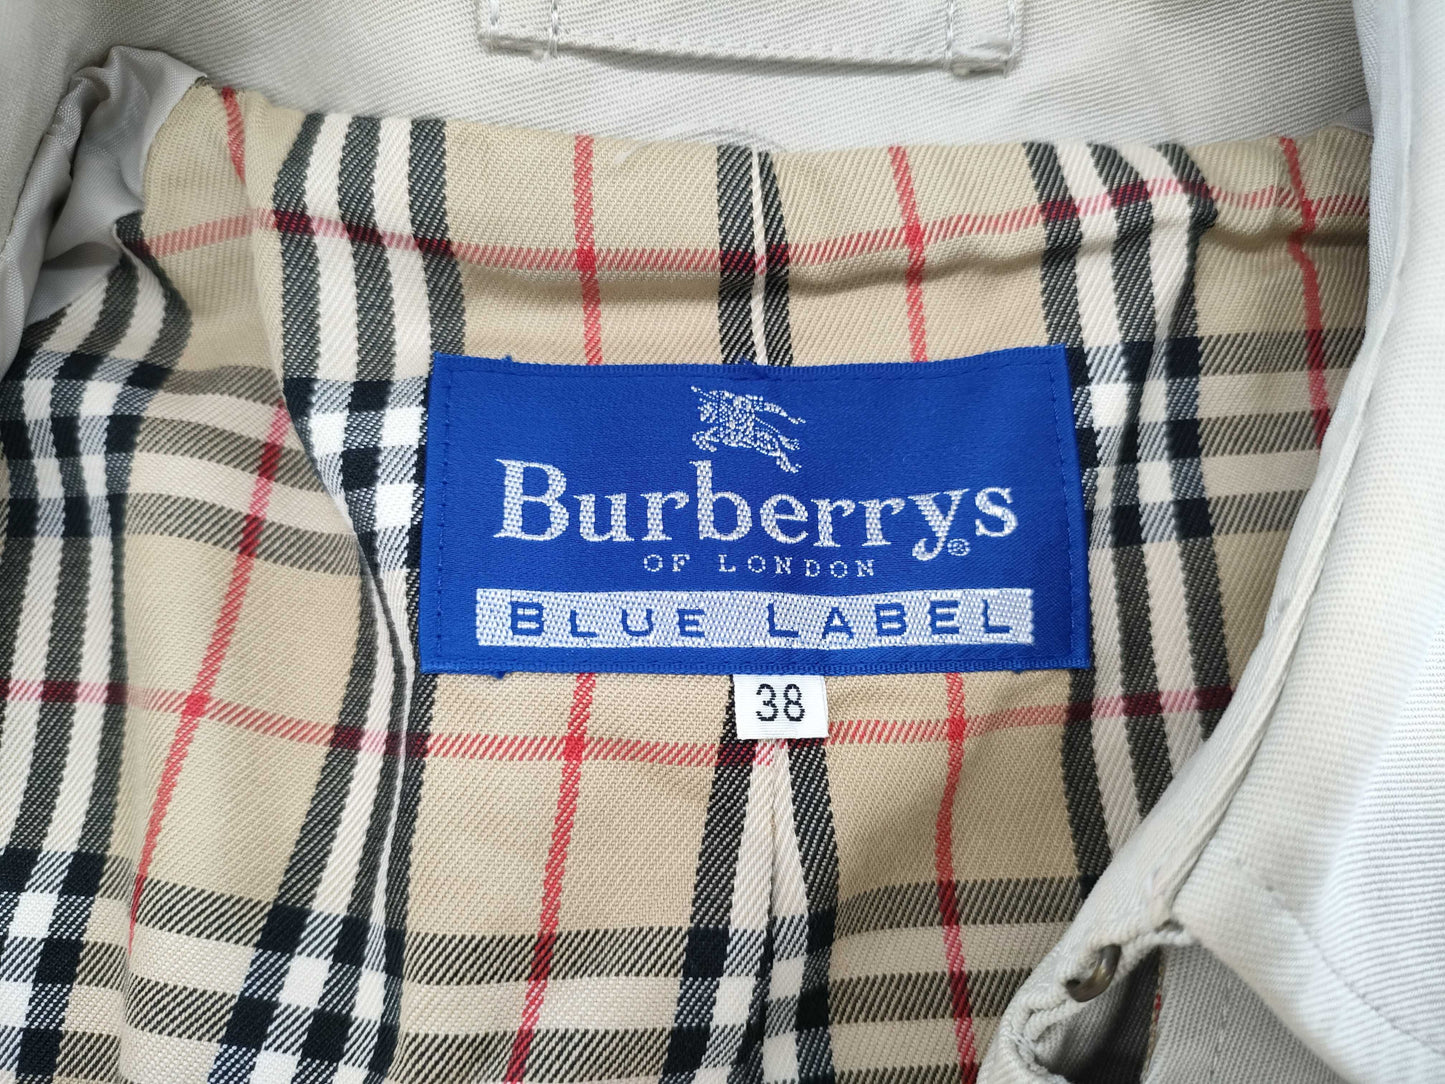 Burberrys®
OF LONDON
BLUE LABEL
38